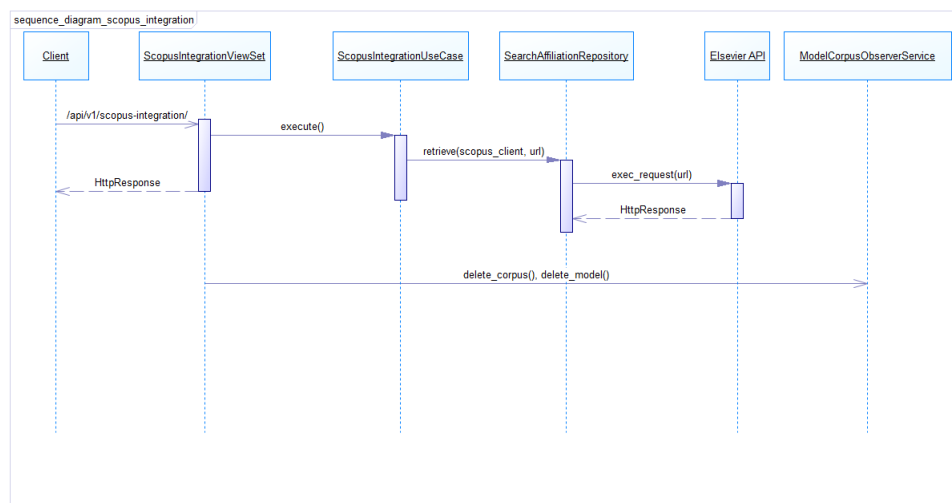 sequence_diagram_scopus_integration
Client
ScopusIntegrationViewSet
ScopusIntegrationUseCase
SearchAffiliationRepository
Elsevier API
ModelCorpusObserverService
/api/v1/scopus-integration/
execute()
retrieve(scopus_client, url)
exec_request(url)
HttpResponse
HttpResponse
delete_corpus(), delete_model()